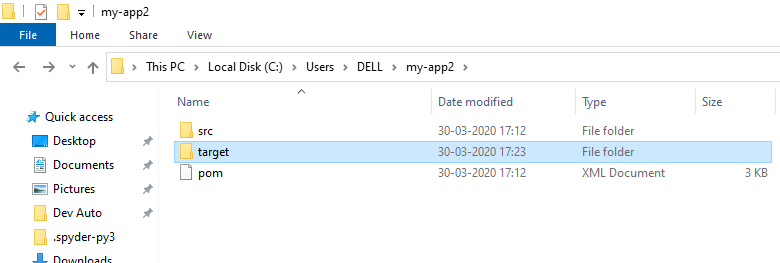 my-app2
File Home Share View
This PC Local Disk (C:) Users DELL my-app2
Name Date modified Type Size
Quick access
src 30-03-2020 17:12 File folder
Desktop
target 30-03-2020 17:23 File folder
Documents
pom 30-03-2020 17:12 XML Document 3 KB
Pictures
Dev Auto
.spyder-py3
Downloads